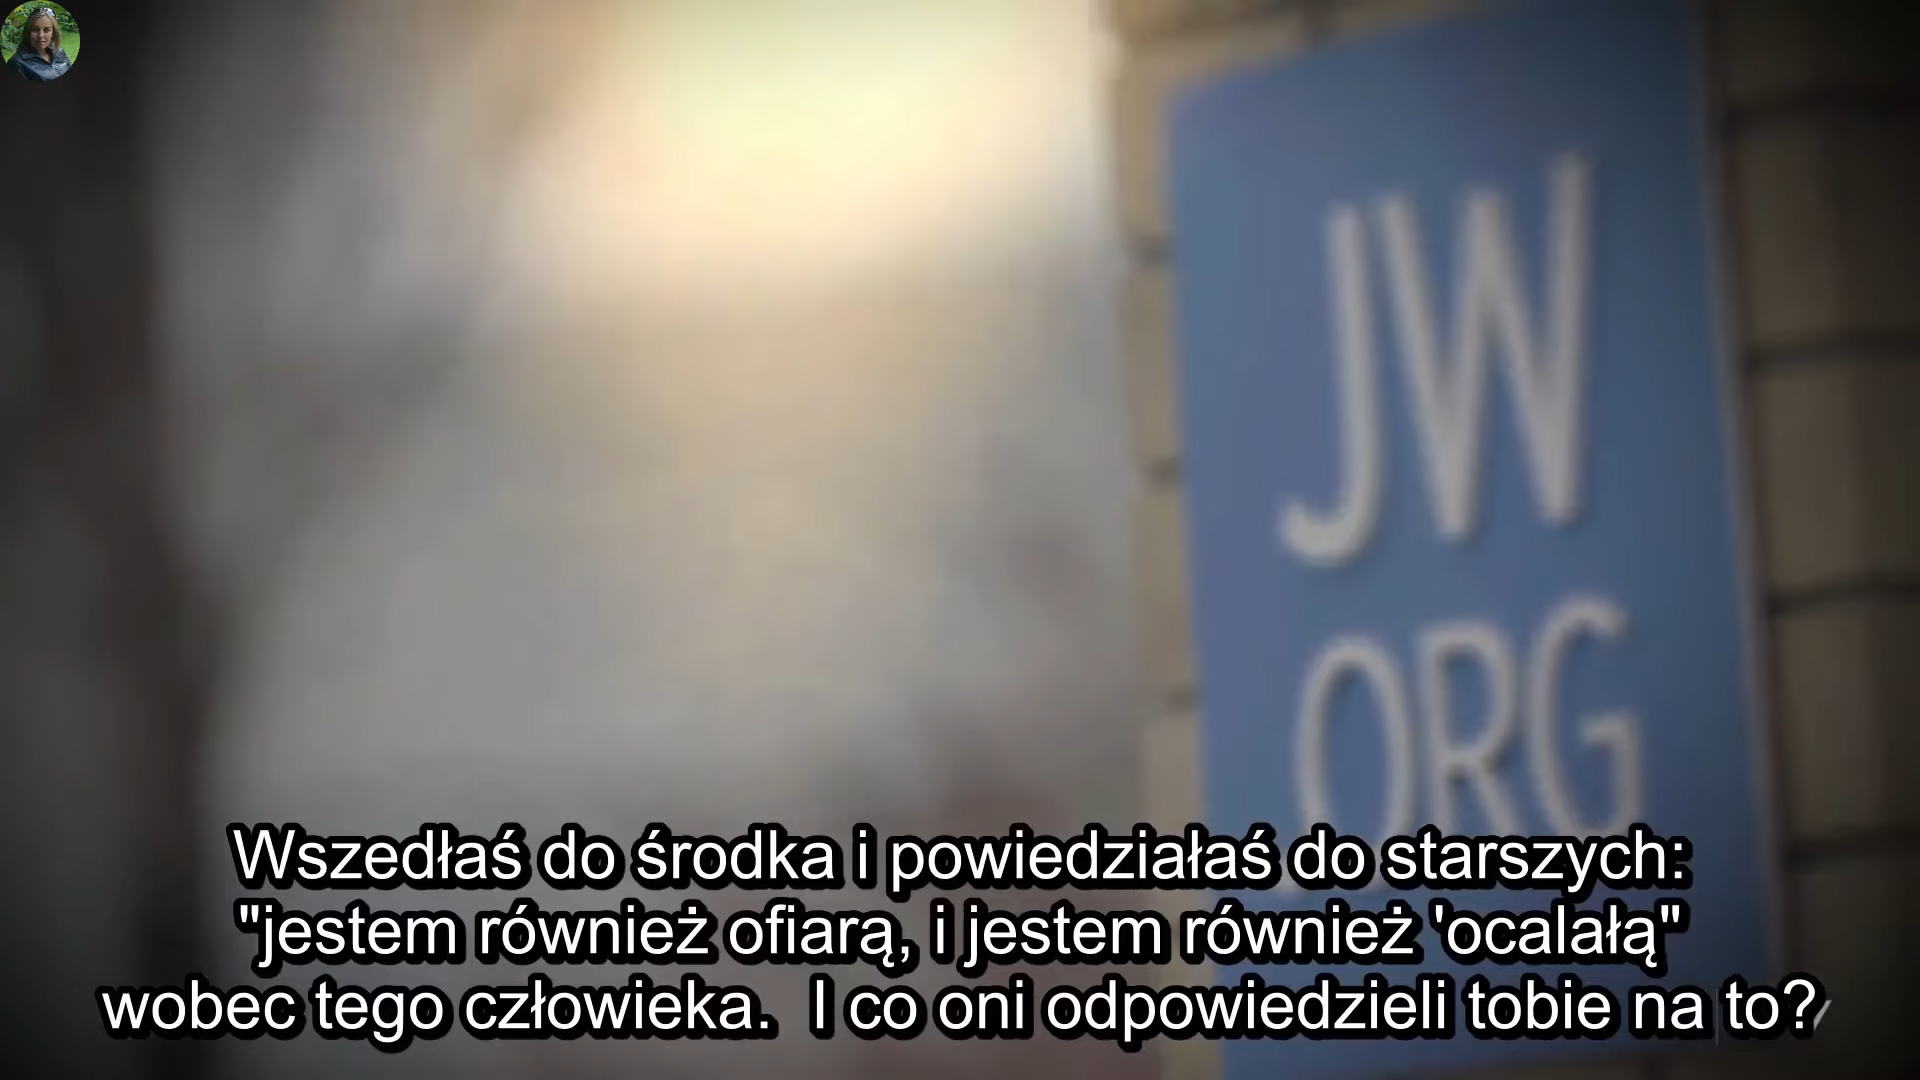 JW
ORG
Wszedłaś do środka i powiedziałaś do starszych:
"jestem również ofiarą, i jestem również 'ocalałą"
wobec tego człowieka.  I co oni odpowiedzieli tobie na to?